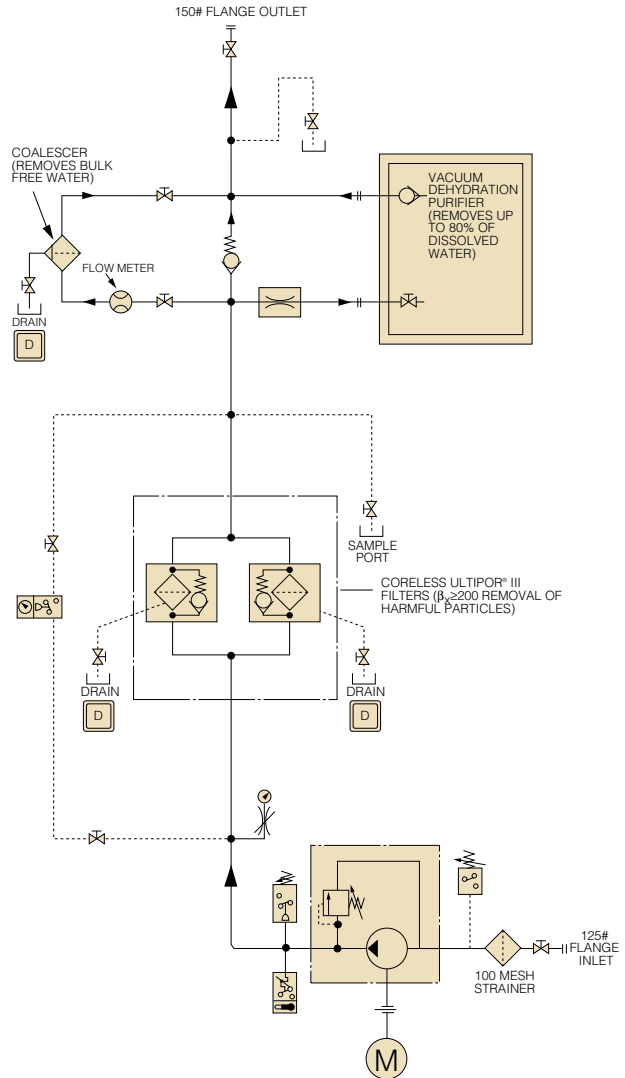 150# FLANGE OUTLET
COALESCER
(REMOVES BULK
FREE WATER)
VACUUM
DEHYDRATION
PURIFIER
(REMOVES UP
TO 80% OF
DISSOLVED
WATER)
FLOW METER
DRAIN
D
SAMPLE
PORT
CORELESS ULTIPOR® III
FILTERS (βX≥200 REMOVAL OF
HARMFUL PARTICLES)
DRAIN
D
DRAIN
D
125#
FLANGE
INLET
100 MESH
STRAINER
M